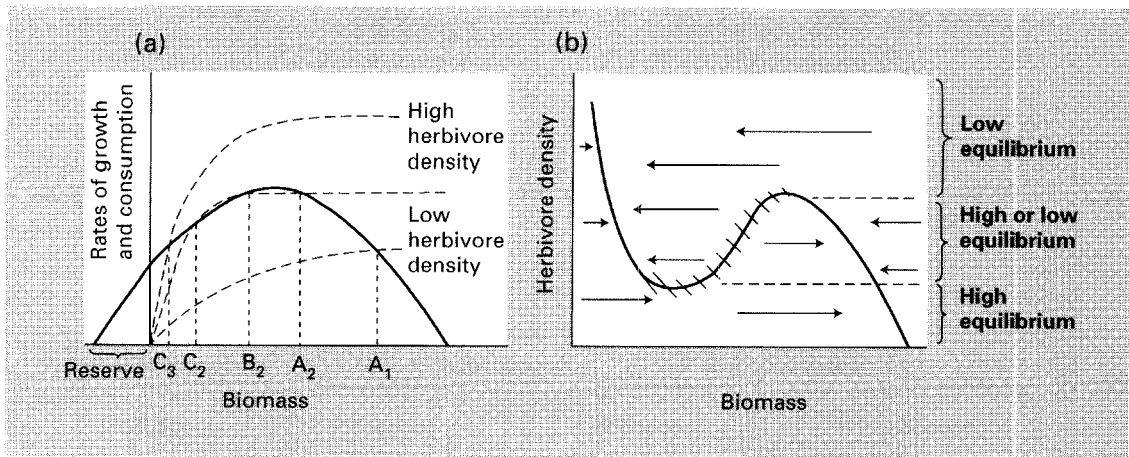 (a)
Rates of growth
and consumption
High
herbivore
density
Low
herbivore
density
Reserve
C3
C2
B2
A2
A1
Biomass
(b)
Herbivore density
Low
equilibrium
High or low
equilibrium
High
equilibrium
Biomass